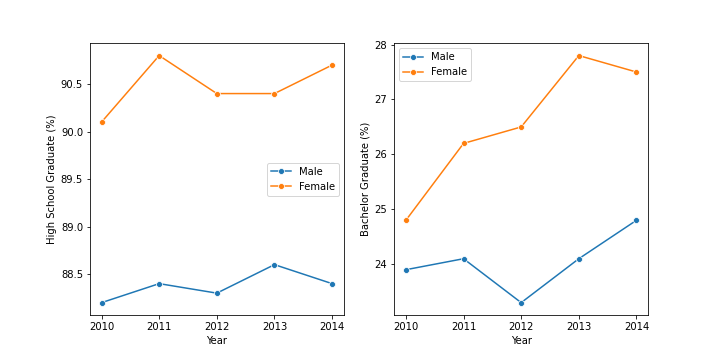 High School Graduate (%)
90.5
90.0
89.5
89.0
88.5
Male
Female
2010 2011 2012 2013 2014
Year
Bachelor Graduate (%)
28
27
26
25
24
Male
Female
2010 2011 2012 2013 2014
Year